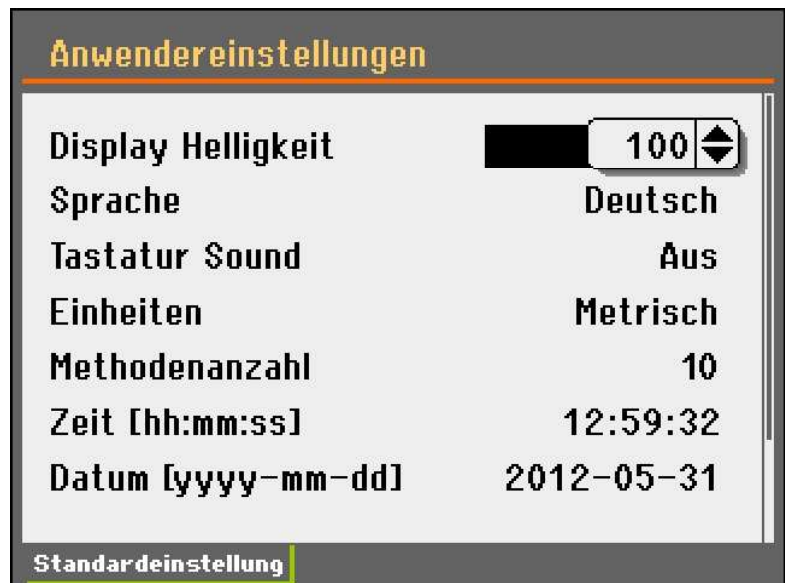 Anwendereinstellungen
Display Helligkeit 100
Sprache Deutsch
Tastatur Sound Aus
Einheiten Metrisch
Methodenanzahl 10
Zeit [hh:mm:ss] 12:59:32
Datum [yyyy-mm-dd] 2012-05-31
Standardeinstellung